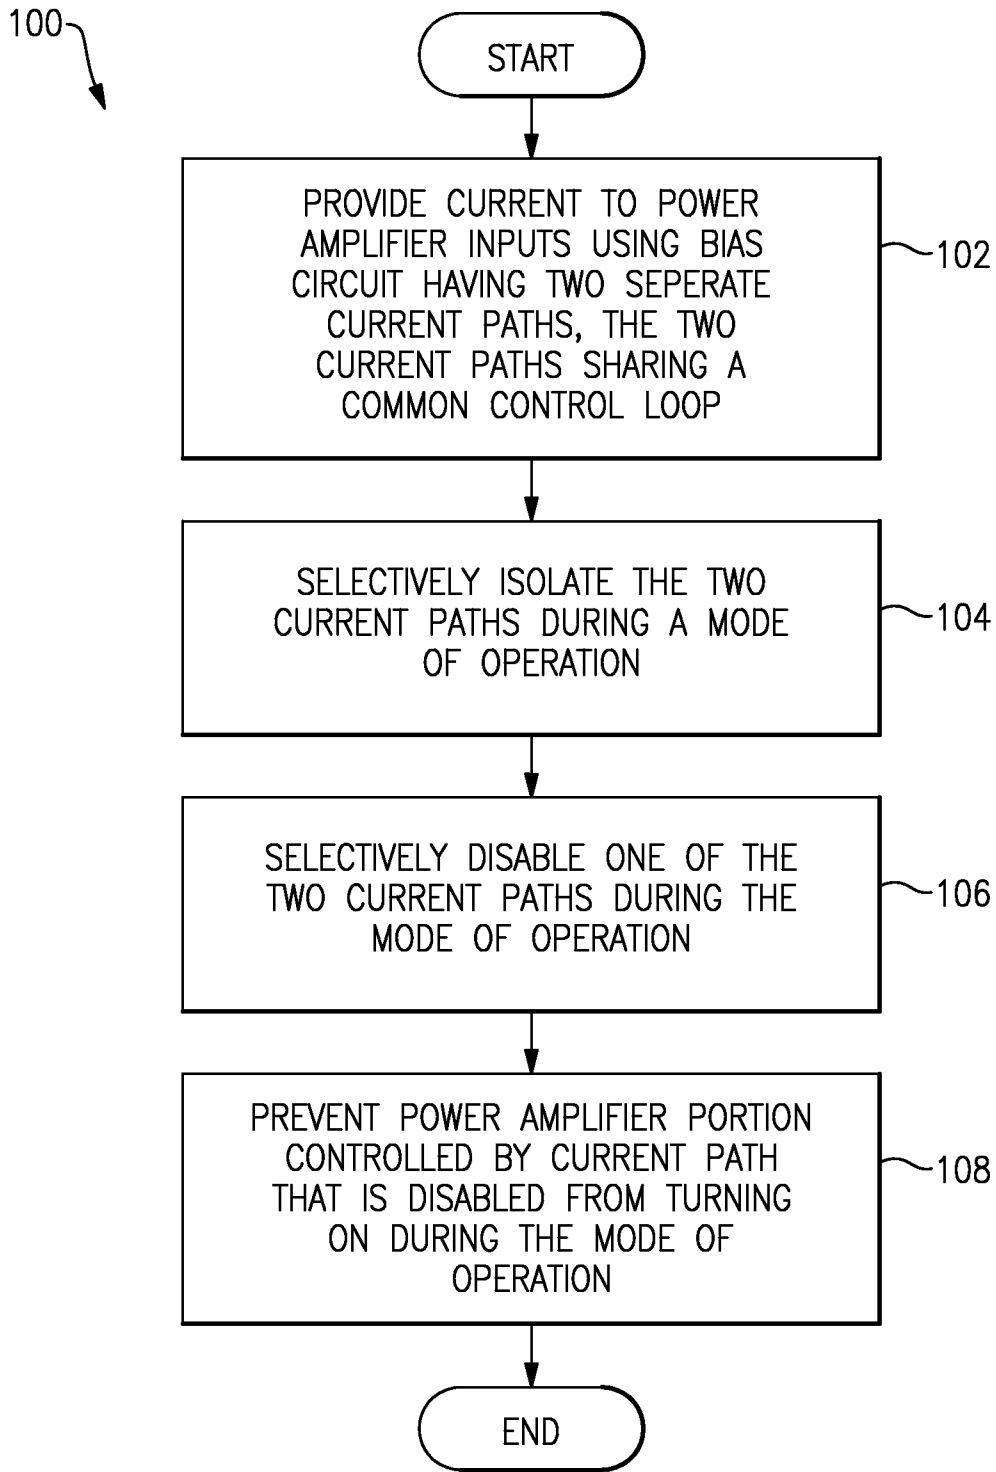 100
START
PROVIDE CURRENT TO POWER
AMPLIFIER INPUTS USING BIAS
CIRCUIT HAVING TWO SEPERATE
CURRENT PATHS, THE TWO
CURRENT PATHS SHARING A
COMMON CONTROL LOOP
102
SELECTIVELY ISOLATE THE TWO
CURRENT PATHS DURING A MODE
OF OPERATION
104
SELECTIVELY DISABLE ONE OF THE
TWO CURRENT PATHS DURING THE
MODE OF OPERATION
106
PREVENT POWER AMPLIFIER PORTION
CONTROLLED BY CURRENT PATH
THAT IS DISABLED FROM TURNING
ON DURING THE MODE OF
OPERATION
108
END